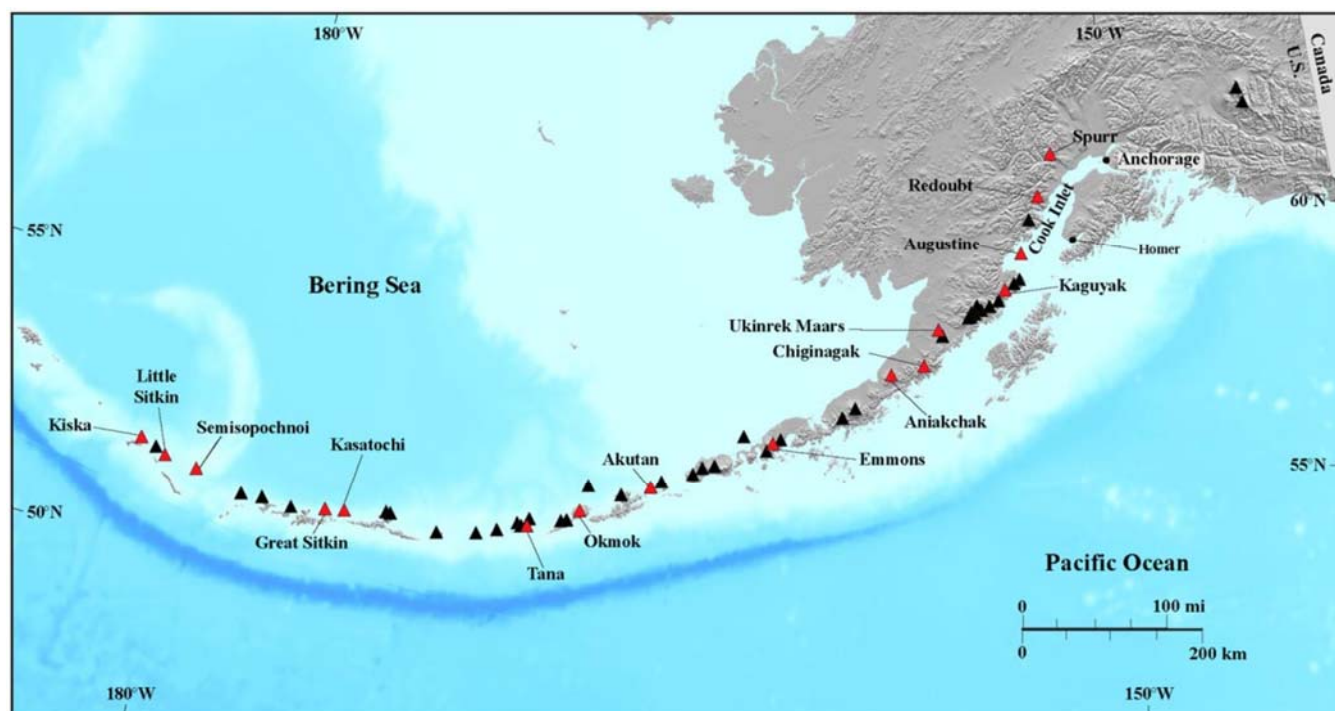 180°W
150°W
Canada
U.S.
Spurr
Anchorage
Redoubt
60°N
Cook Inlet
55°N
Augustine
Homer
Bering Sea
Kaguyak
Ukinrek Maars
Chiginagak
Little
Sitkin
Aniakchak
Kiska
Semisopochnoi
Kasatochi
Akutan
Emmons
55°N
50°N
Great Sitkin
Okmok
Tana
Pacific Ocean
0 100 mi
0 200 km
180°W
150°W